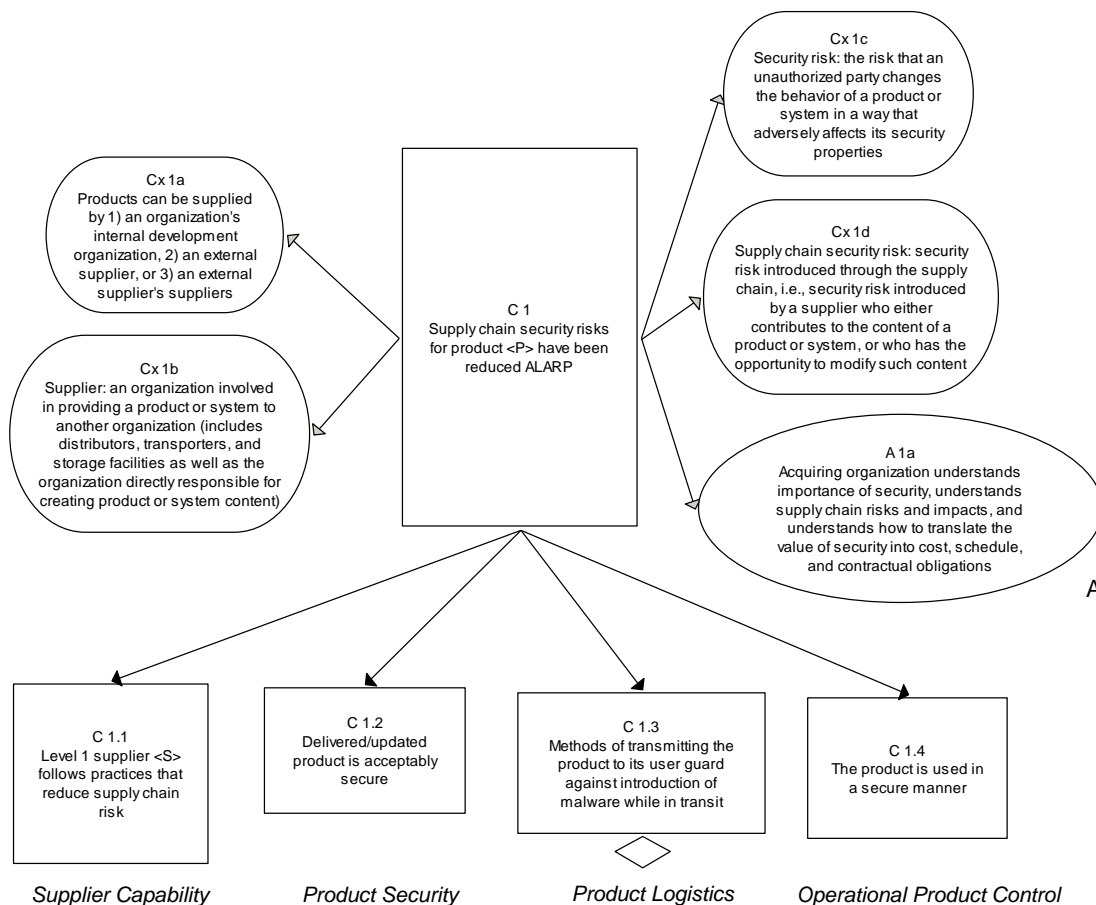 Cx 1c
Security risk: the risk that an
unauthorized party changes
the behavior of a product or
system in a way that
adversely affects its security
properties
Cx 1a
Products can be supplied
by 1) an organization's
internal development
organization, 2) an external
supplier, or 3) an external
supplier's suppliers
Cx 1d
Supply chain security risk: security
risk introduced through the supply
chain, i.e., security risk introduced
by a supplier who either
contributes to the content of a
product or system, or who has the
opportunity to modify such content
C 1
Supply chain security risks
for product <P> have been
reduced ALARP
Cx 1b
Supplier: an organization involved
in providing a product or system to
another organization (includes
distributors, transporters, and
storage facilities as well as the
organization directly responsible for
creating product or system content)
A 1a
Acquiring organization understands
importance of security, understands
supply chain risks and impacts, and
understands how to translate the
value of security into cost, schedule,
and contractual obligations
A
C 1.1
Level 1 supplier <S>
follows practices that
reduce supply chain
risk
C 1.2
Delivered/updated
product is acceptably
secure
C 1.3
Methods of transmitting the
product to its user guard
against introduction of
malware while in transit
C 1.4
The product is used in
a secure manner
Supplier Capability
Product Security
Product Logistics
Operational Product Control